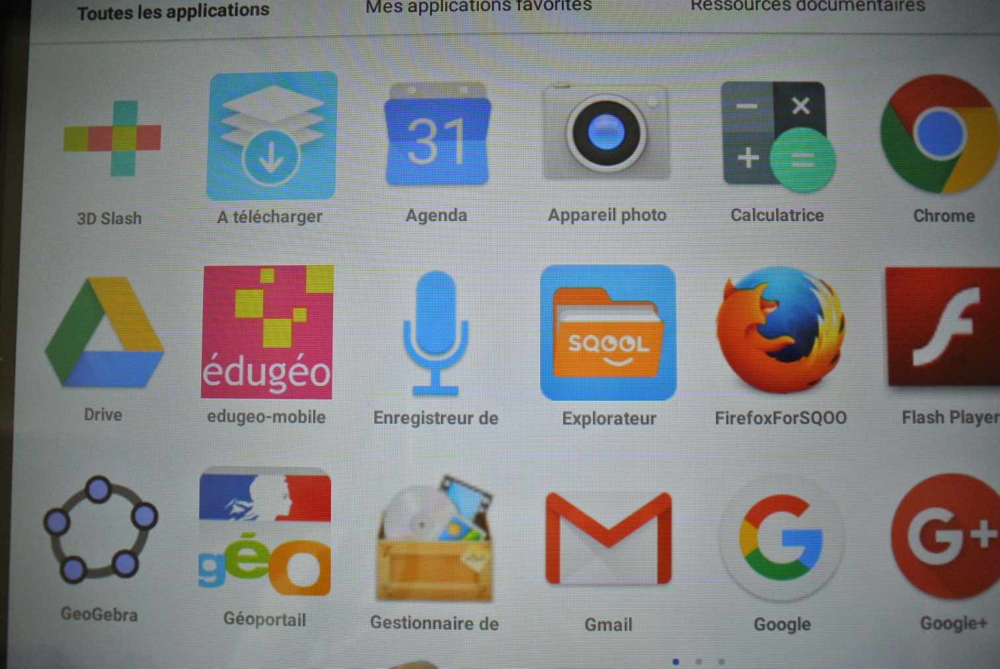 Toutes les applications Mes applications favorites Ressources documentaires
31
3D Slash A télécharger Agenda Appareil photo Calculatrice Chrome
édugéo SQOOL
Drive edugeo-mobile Enregistreur de Explorateur FirefoxForSQOO Flash Player
géo G+
GeoGebra Géoportail Gestionnaire de Gmail Google Google+